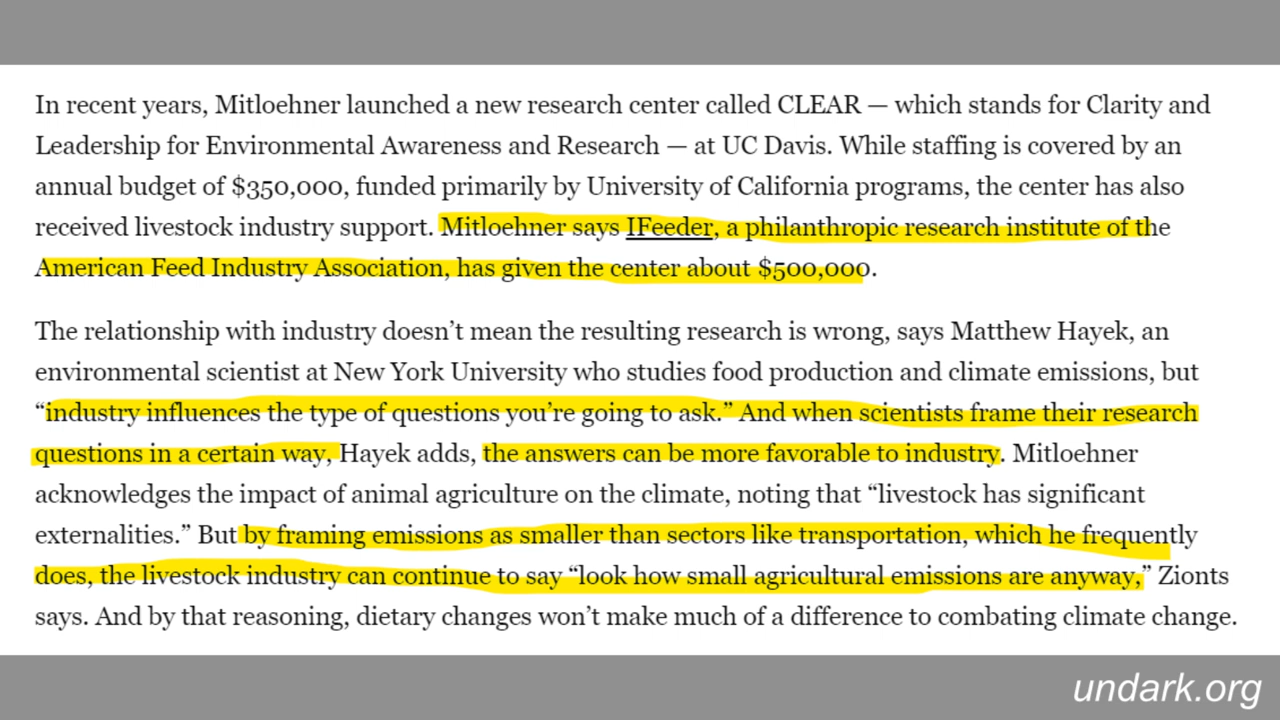 In recent years, Mitloehner launched a new research center called CLEAR — which stands for Clarity and
Leadership for Environmental Awareness and Research — at UC Davis. While staffing is covered by an
annual budget of $350,000, funded primarily by University of California programs, the center has also
received livestock industry support. Mitloehner says IFeeder, a philanthropic research institute of the
American Feed Industry Association, has given the center about $500,000.
The relationship with industry doesn’t mean the resulting research is wrong, says Matthew Hayek, an
environmental scientist at New York University who studies food production and climate emissions, but
“industry influences the type of questions you’re going to ask.” And when scientists frame their research
questions in a certain way, Hayek adds, the answers can be more favorable to industry. Mitloehner
acknowledges the impact of animal agriculture on the climate, noting that “livestock has significant
externalities.” But by framing emissions as smaller than sectors like transportation, which he frequently
does, the livestock industry can continue to say “look how small agricultural emissions are anyway,” Zionts
says. And by that reasoning, dietary changes won’t make much of a difference to combating climate change.
undark.org